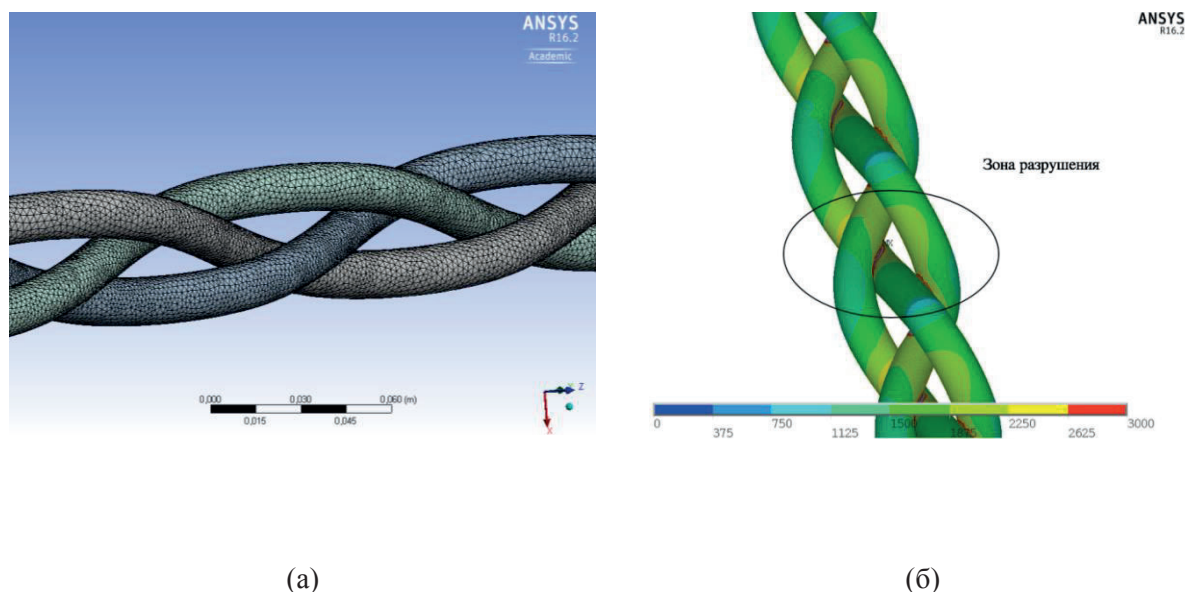 ANSYS
R16.2
Academic
0,000 0,030 0,060 (m)
0,015 0,045
Z
X
(а)
ANSYS
R16.2
Зона разрушения
0 750 1500 2250 3000
375 1125 1875 2625
(б)